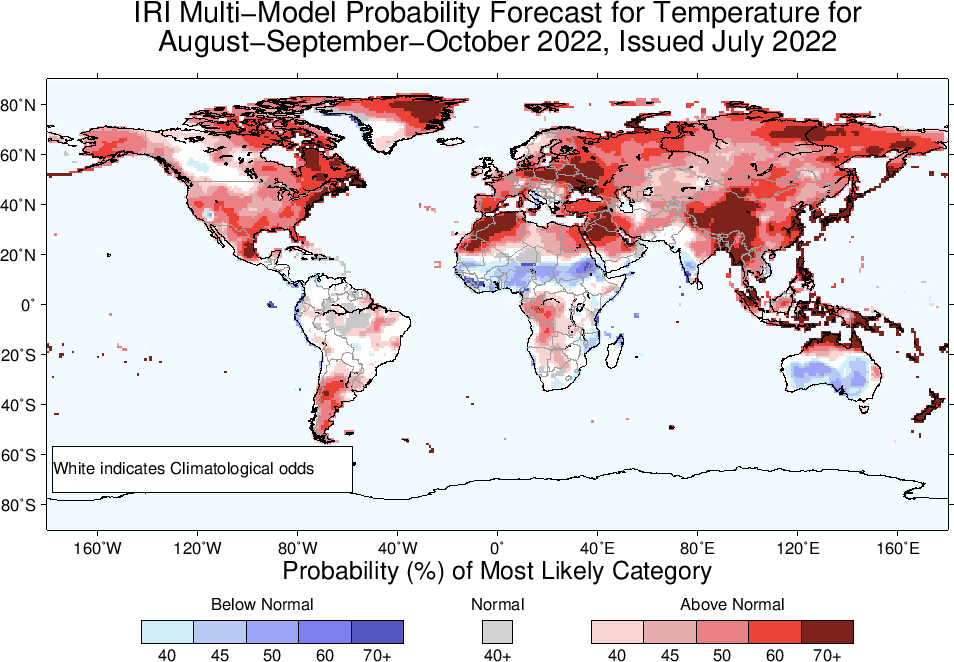 IRI Multi−Model Probability Forecast for Temperature for
August−September−October 2022, Issued July 2022
80˚N
60˚N
40˚N
20˚N
0˚
20˚S
40˚S
60˚S
80˚S
White indicates Climatological odds
160˚W 120˚W 80˚W 40˚W 0˚ 40˚E 80˚E 120˚E 160˚E
Probability (%) of Most Likely Category
Below Normal Normal Above Normal
40 45 50 60 70+ 40+ 40 45 50 60 70+